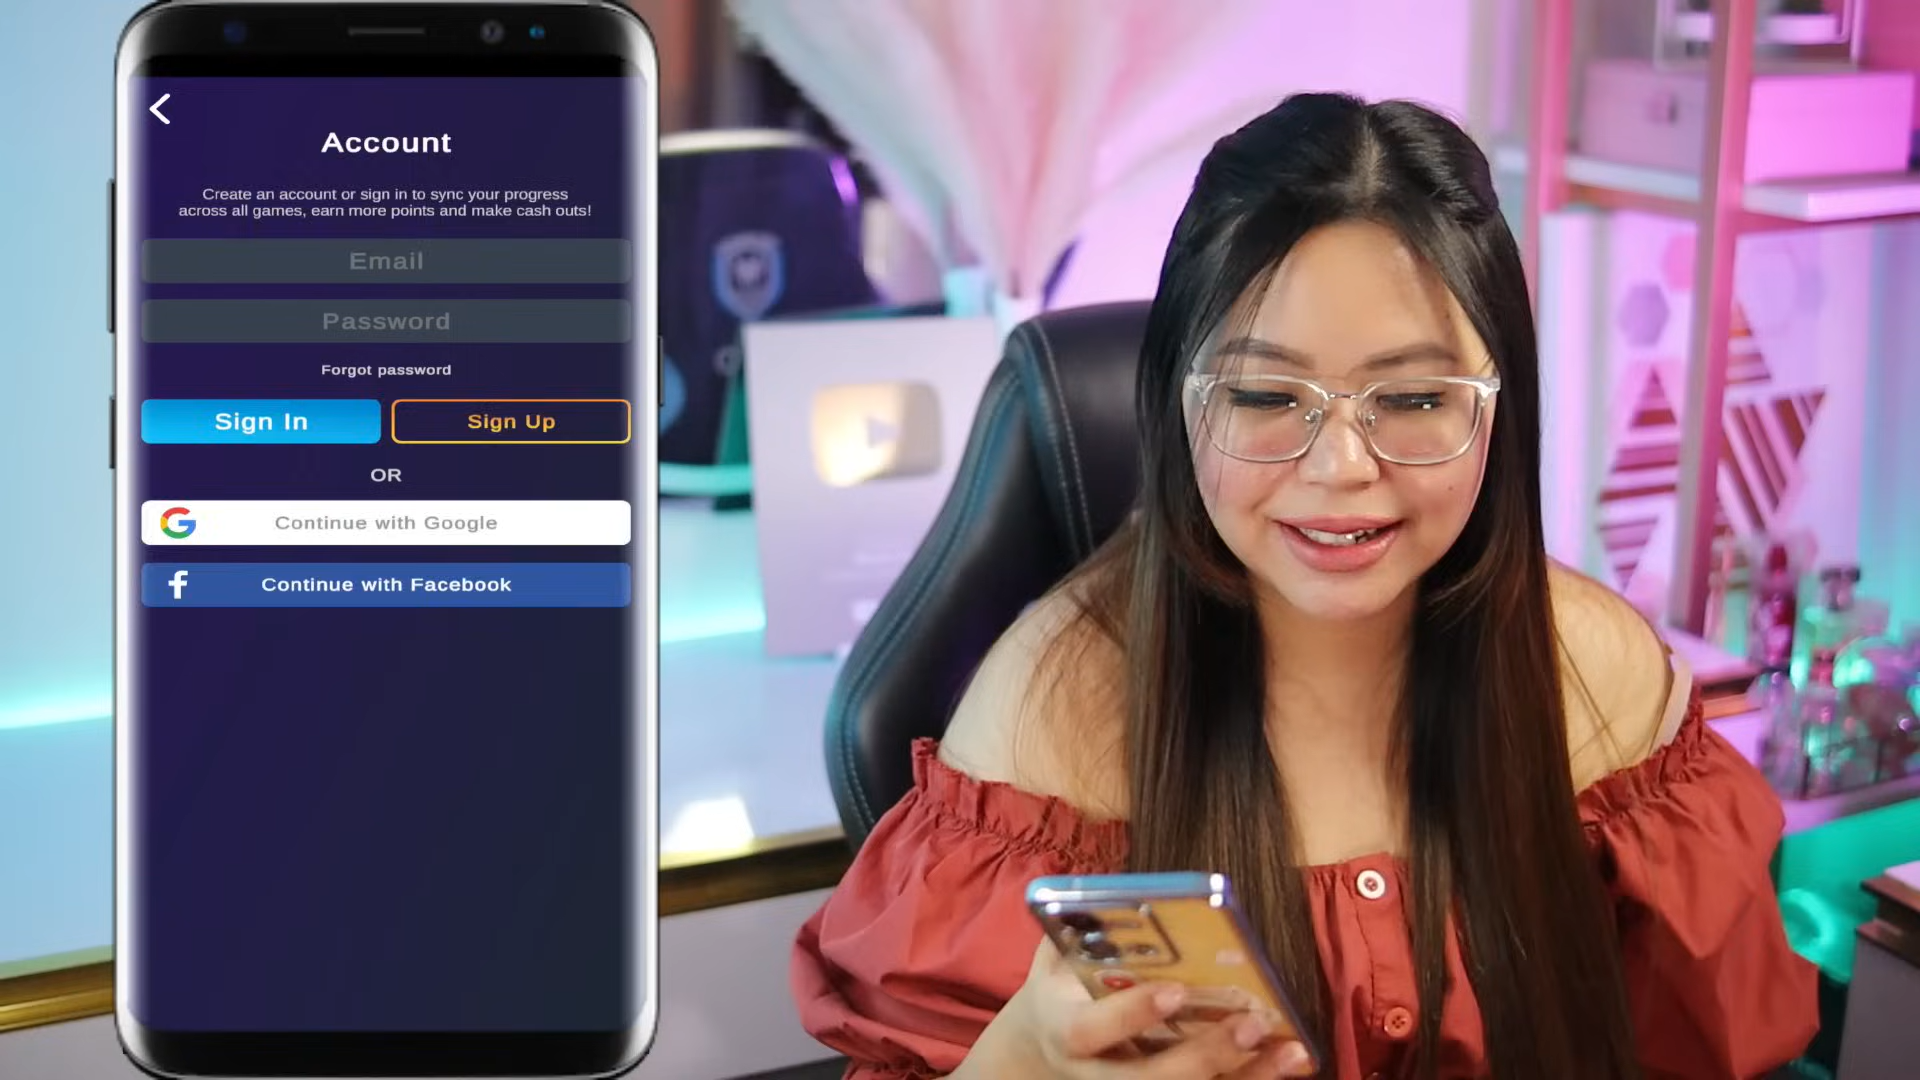 Account
Create an account or sign in to sync your progress
across all games, earn more points and make cash outs!
Email
Password
Forgot password
Sign In
Sign Up
OR
Continue with Google
Continue with Facebook